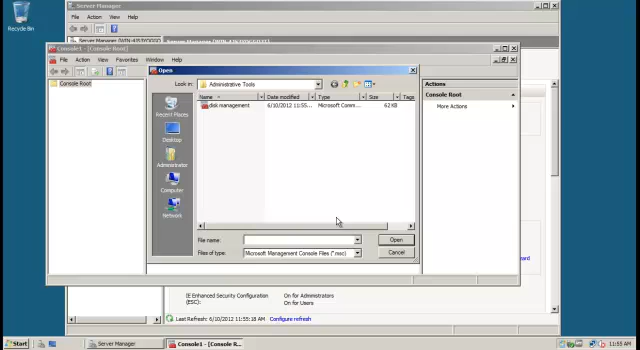 Recycle Bin
Server Manager
File Action View Help
Server Manager (WIN-
Console1 - [Console Root]
File Action View Favorites Window Help
Console Root
Open
Look in: Administrative Tools
Name Date modified Type Size Tags
disk management 6/10/2012 11:55... Microsoft Comm... 62 KB
Recent Places
Desktop
Administrator
Computer
Network
File name: Open
Files of type: Microsoft Management Console Files (*.msc) Cancel
Actions
Console Root
More Actions
IE Enhanced Security Configuration (ESC): On for Administrators
On for Users
Last Refresh: 6/10/2012 11:55:18 AM Configure refresh
Start Server Manager Console1 - [Console R... 11:55 AM